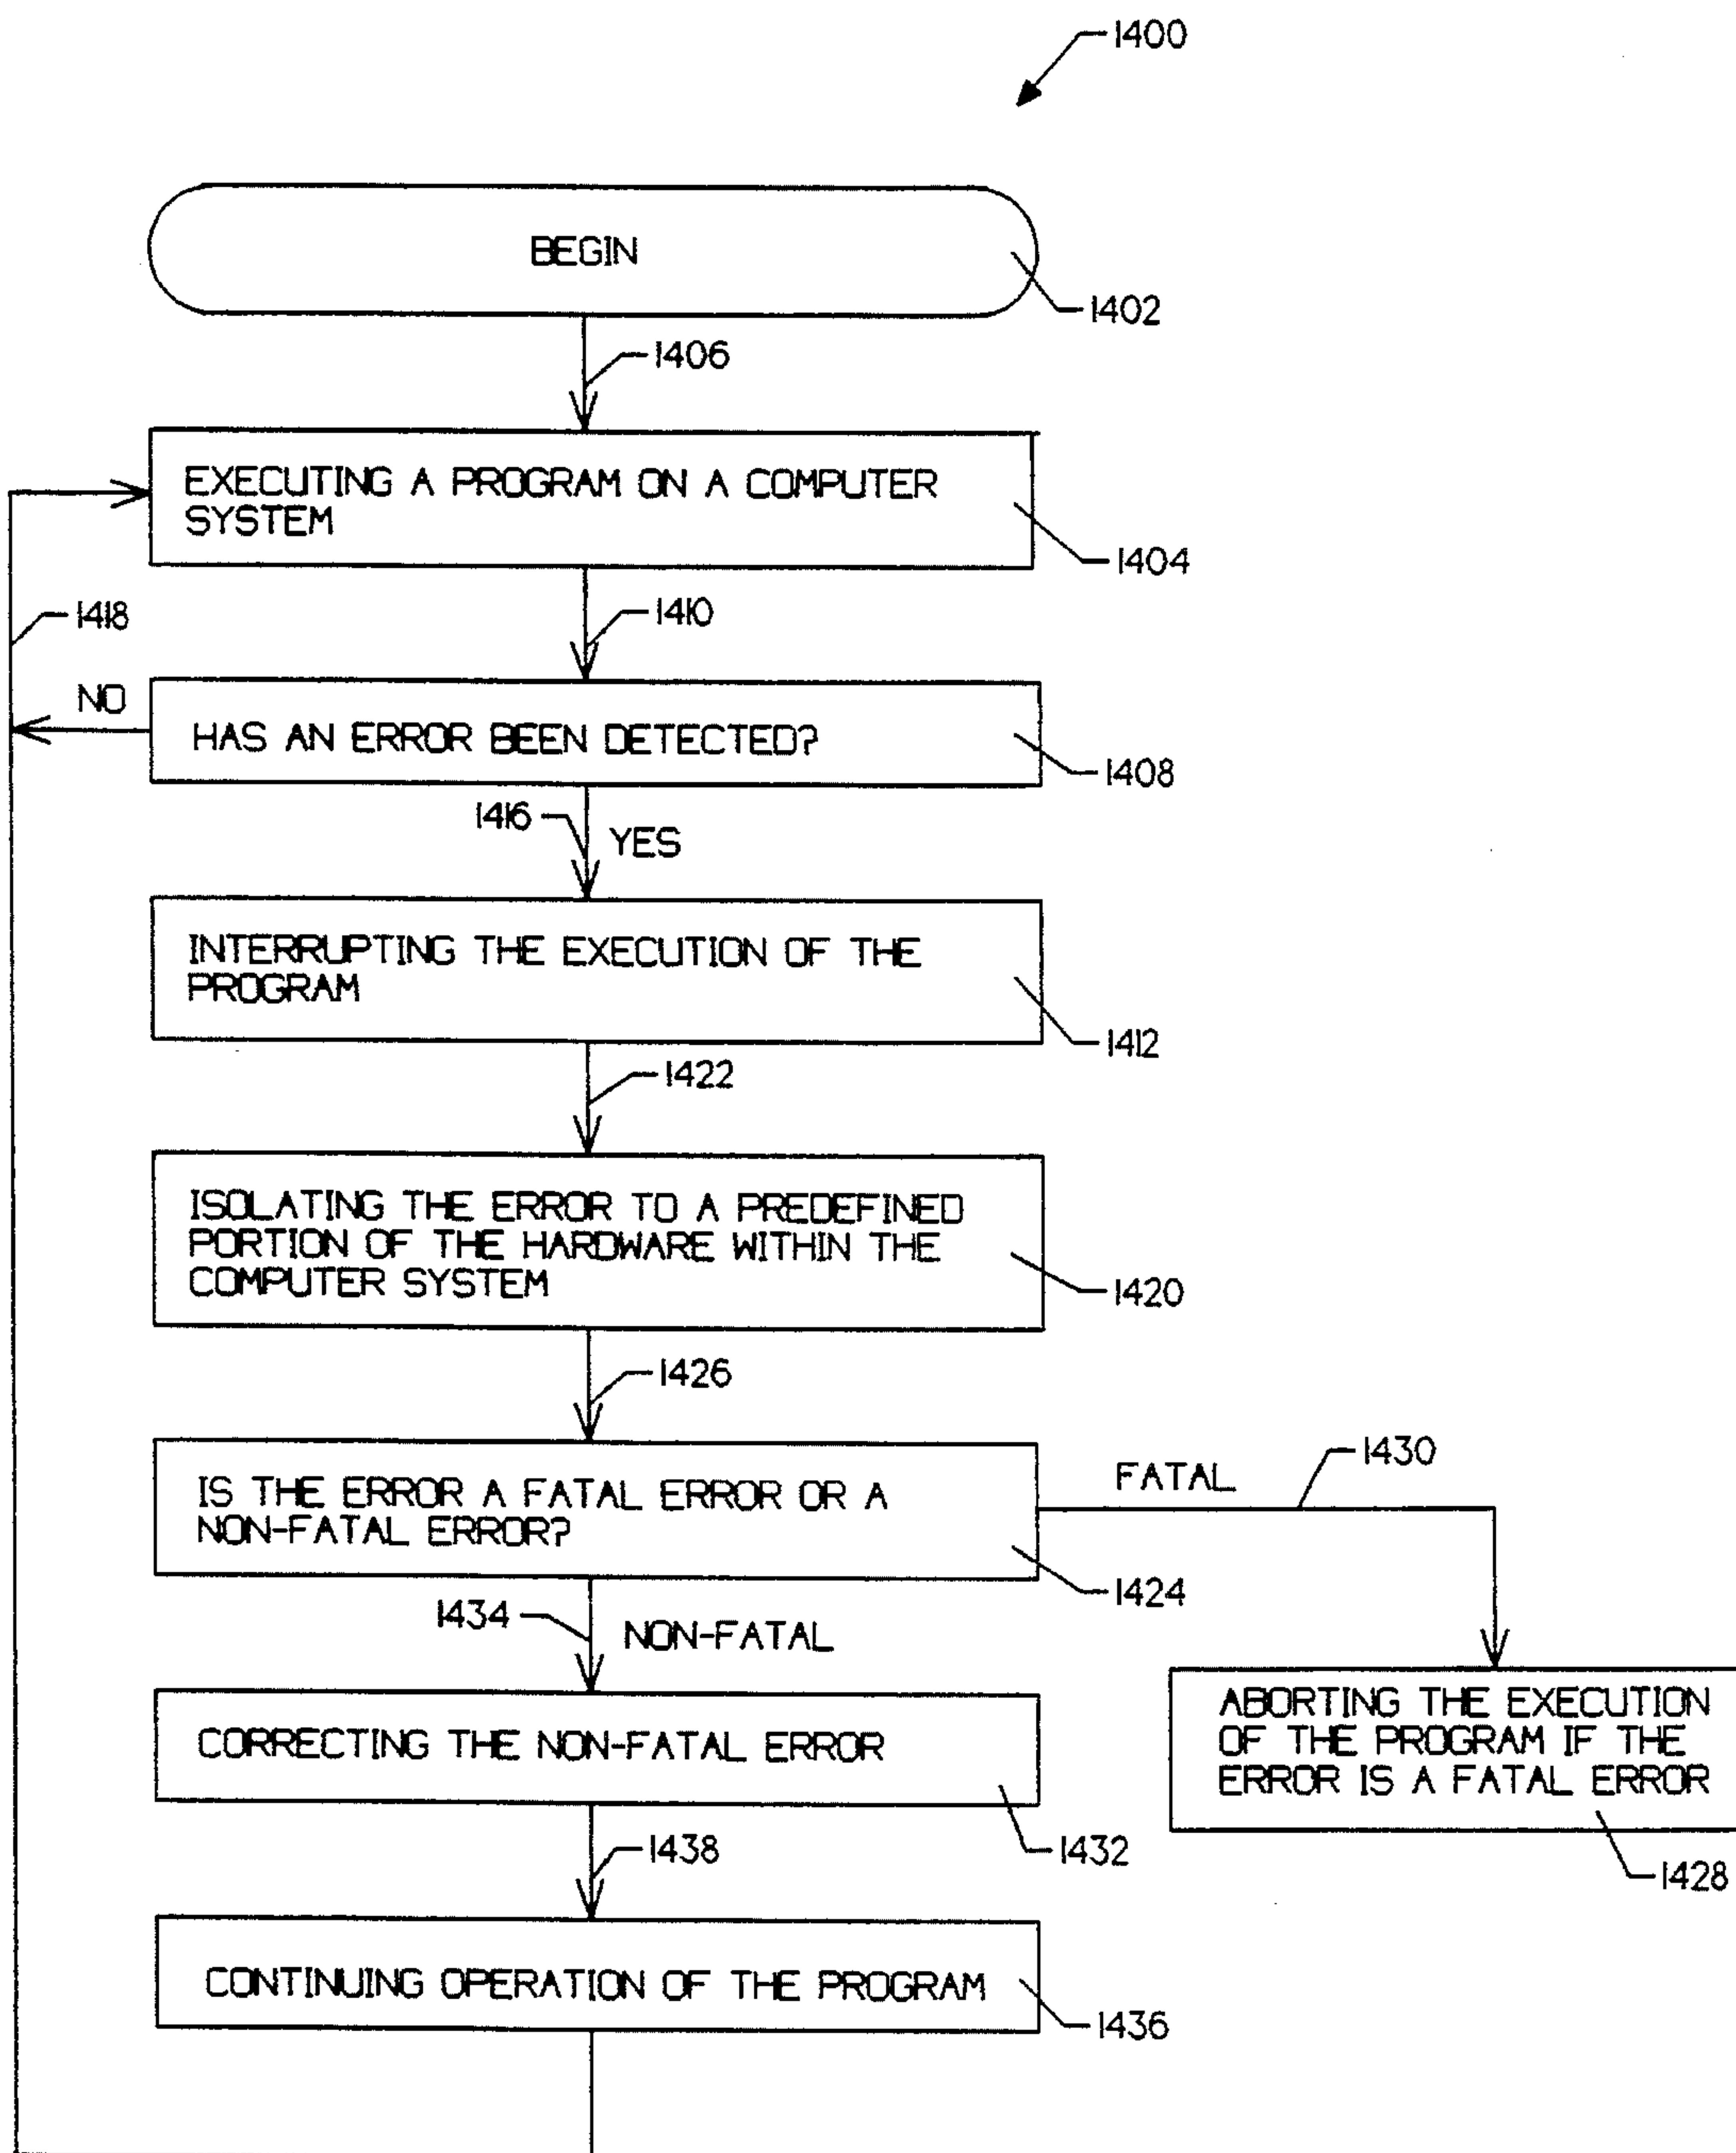 1400
BEGIN
1402
1406
EXECUTING A PROGRAM ON A COMPUTER
SYSTEM
1404
1418
1410
NO
HAS AN ERROR BEEN DETECTED?
1408
1416
YES
INTERRUPTING THE EXECUTION OF THE
PROGRAM
1412
1422
ISOLATING THE ERROR TO A PREDEFINED
PORTION OF THE HARDWARE WITHIN THE
COMPUTER SYSTEM
1420
1426
IS THE ERROR A FATAL ERROR OR A
NON-FATAL ERROR?
1424
FATAL
1430
1434
NON-FATAL
CORRECTING THE NON-FATAL ERROR
1432
ABORTING THE EXECUTION
OF THE PROGRAM IF THE
ERROR IS A FATAL ERROR
1428
1438
CONTINUING OPERATION OF THE PROGRAM
1436